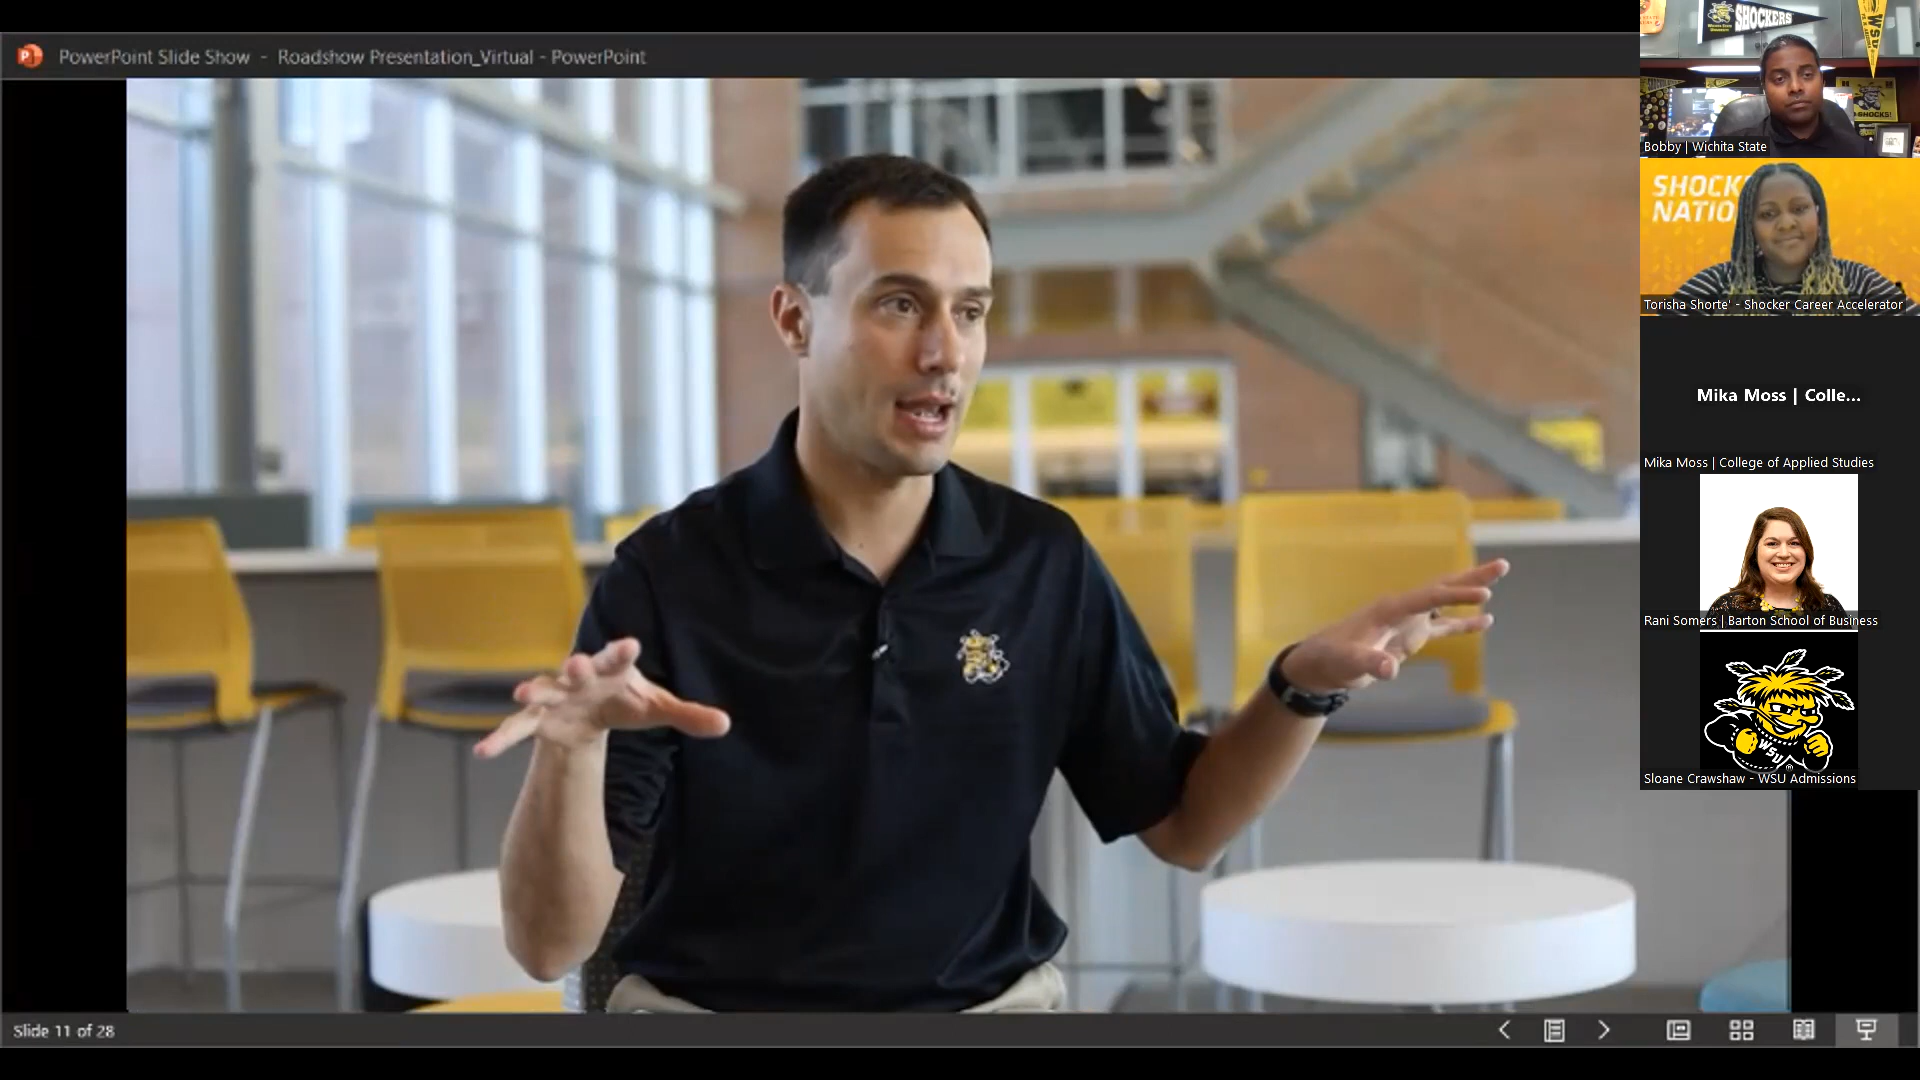 PowerPoint Slide Show - Roadshow Presentation_Virtual - PowerPoint
SHOCKERS
WSU
SHOCKS!
Bobby | Wichita State
SHOCK
NATIO
Torisha Shorte' - Shocker Career Accelerator
Mika Moss | Colle...
Mika Moss | College of Applied Studies
Rani Somers | Barton School of Business
WSU
Sloane Crawshaw - WSU Admissions
Slide 11 of 28